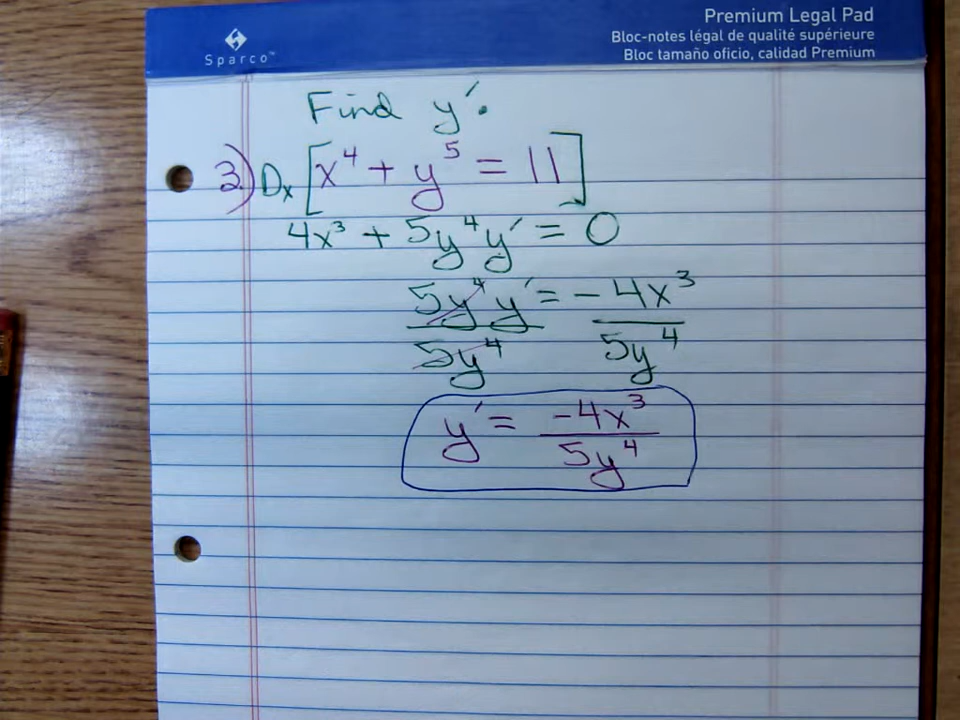 Premium Legal Pad
Bloc-notes légal de qualité supérieure
Bloc tamaño oficio, calidad Premium
Sparco™
Find y'.
3) Dx [x⁴ + y⁵ = 11]
4x³ + 5y⁴y' = 0
5y⁴y' = -4x³
5y⁴ 5y⁴
y' = -4x³
5y⁴